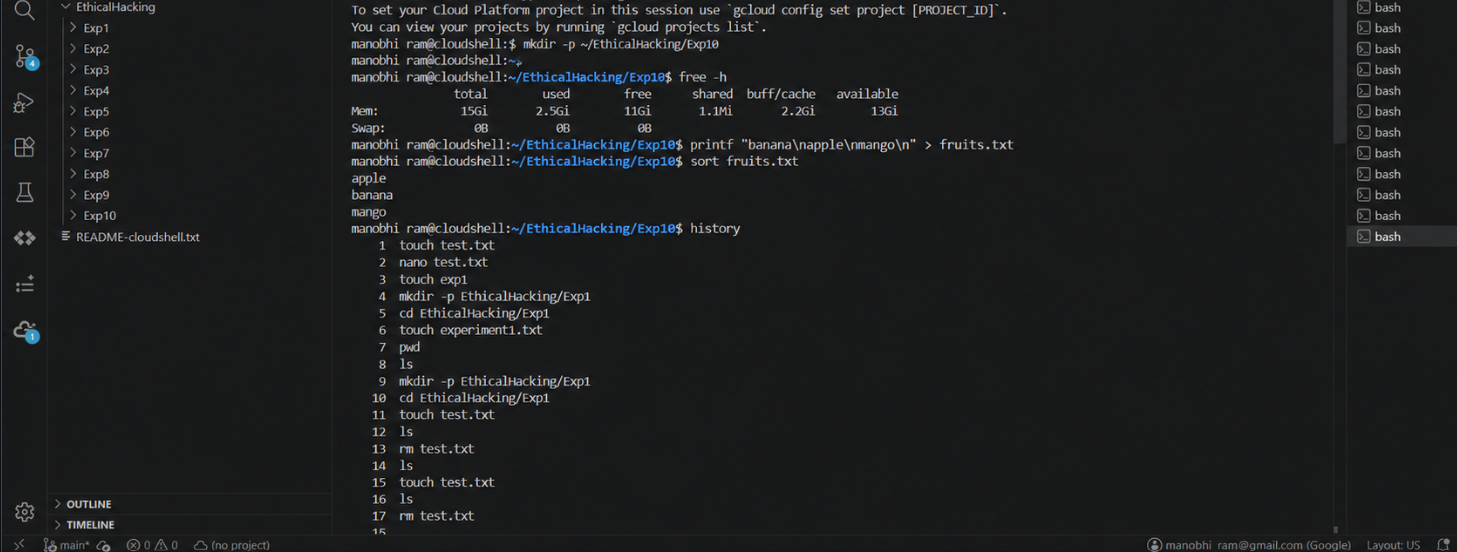 EthicalHacking
Exp1
Exp2
Exp3
Exp4
Exp5
Exp6
Exp7
Exp8
Exp9
Exp10
README-cloudshell.txt
OUTLINE
TIMELINE
4
1
To set your Cloud Platform project in this session use `gcloud config set project [PROJECT_ID]`.
You can view your projects by running `gcloud projects list`.
manobhi ram@cloudshell:$ mkdir -p ~/EthicalHacking/Exp10
manobhi ram@cloudshell:~
manobhi ram@cloudshell:~/EthicalHacking/Exp10$ free -h
total used free shared buff/cache available
Mem: 15Gi 2.5Gi 11Gi 1.1Mi 2.2Gi 13Gi
Swap: 0B 0B 0B
manobhi ram@cloudshell:~/EthicalHacking/Exp10$ printf "banana\napple\nmango\n" > fruits.txt
manobhi ram@cloudshell:~/EthicalHacking/Exp10$ sort fruits.txt
apple
banana
mango
manobhi ram@cloudshell:~/EthicalHacking/Exp10$ history
1 touch test.txt
2 nano test.txt
3 touch exp1
4 mkdir -p EthicalHacking/Exp1
5 cd EthicalHacking/Exp1
6 touch experiment1.txt
7 pwd
8 ls
9 mkdir -p EthicalHacking/Exp1
10 cd EthicalHacking/Exp1
11 touch test.txt
12 ls
13 rm test.txt
14 ls
15 touch test.txt
16 ls
17 rm test.txt
bash
bash
bash
bash
bash
bash
bash
bash
bash
bash
bash
bash
main* 0 0 (no project)
manobhi ram@gmail.com (Google) Layout: US